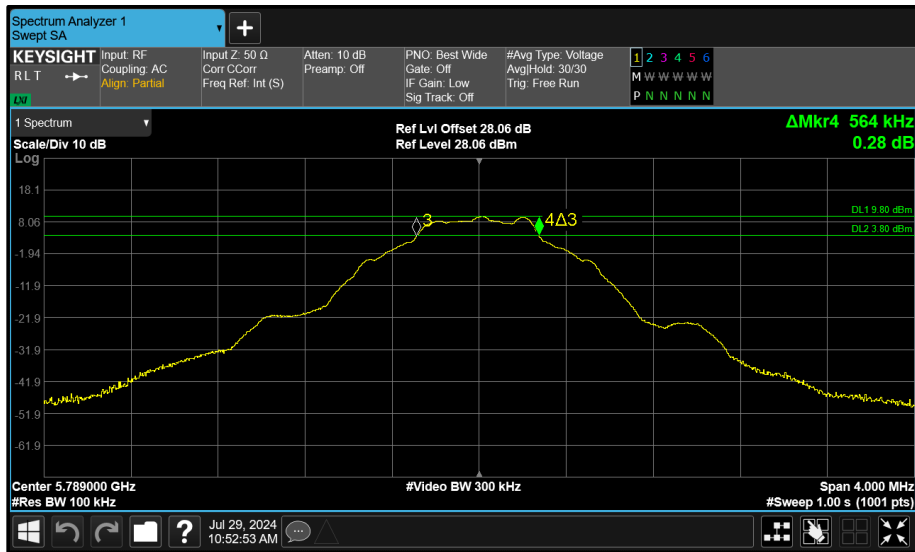 Spectrum Analyzer 1
Swept SA
KEYSIGHT
R L T
LXI
Input: RF
Coupling: AC
Align: Partial
Input Z: 50 Ω
Corr CCorr
Freq Ref: Int (S)
Atten: 10 dB
Preamp: Off
PNO: Best Wide
Gate: Off
IF Gain: Low
Sig Track: Off
#Avg Type: Voltage
Avg|Hold: 30/30
Trig: Free Run
1 2 3 4 5 6
M W W W W W
P N N N N N
1 Spectrum
Scale/Div 10 dB
Ref Lvl Offset 28.06 dB
Ref Level 28.06 dBm
ΔMkr4 564 kHz
0.28 dB
Log
18.1
8.06
-1.94
-11.9
-21.9
-31.9
-41.9
-51.9
-61.9
3
4Δ3
DL1 9.80 dBm
DL2 3.80 dBm
Center 5.789000 GHz
#Res BW 100 kHz
#Video BW 300 kHz
Span 4.000 MHz
#Sweep 1.00 s (1001 pts)
Jul 29, 2024
10:52:53 AM